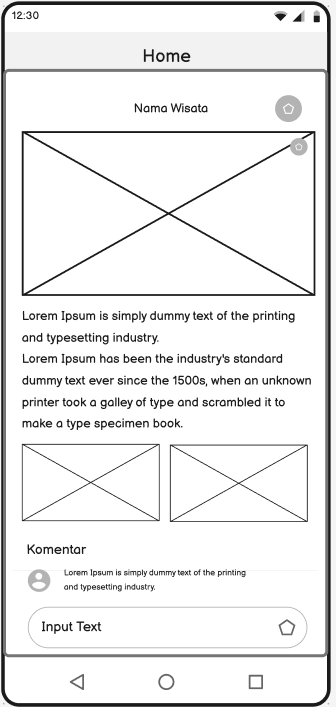 12:30
Home
Nama Wisata
Lorem Ipsum is simply dummy text of the printing
and typesetting industry.
Lorem Ipsum has been the industry's standard
dummy text ever since the 1500s, when an unknown
printer took a galley of type and scrambled it to
make a type specimen book.
Komentar
Lorem Ipsum is simply dummy text of the printing
and typesetting industry.
Input Text